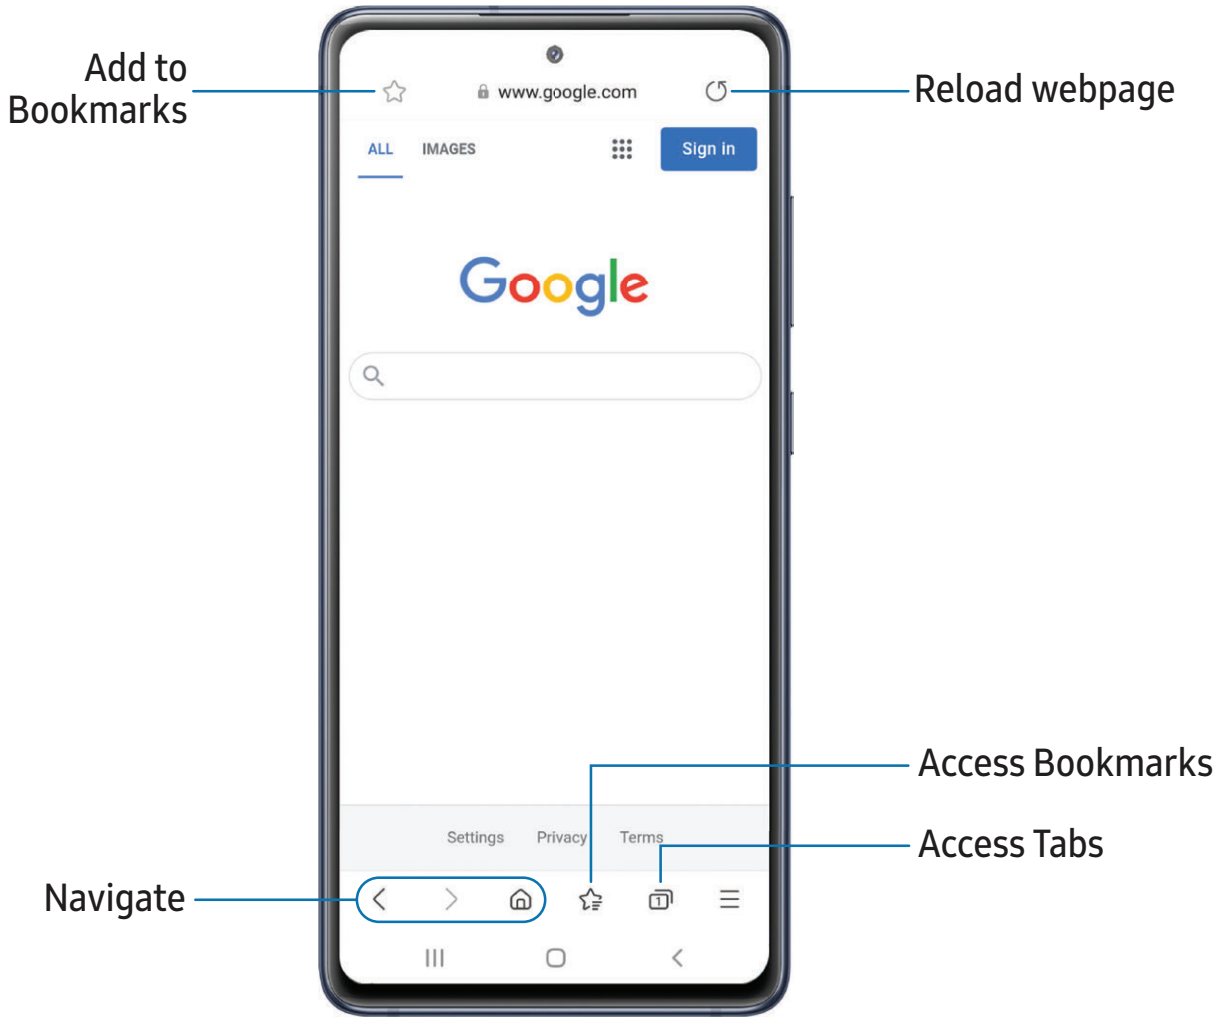 Add to
Bookmarks
www.google.com
Reload webpage
ALL IMAGES Sign in
Google
Access Bookmarks
Settings Privacy Terms
Access Tabs
Navigate
1